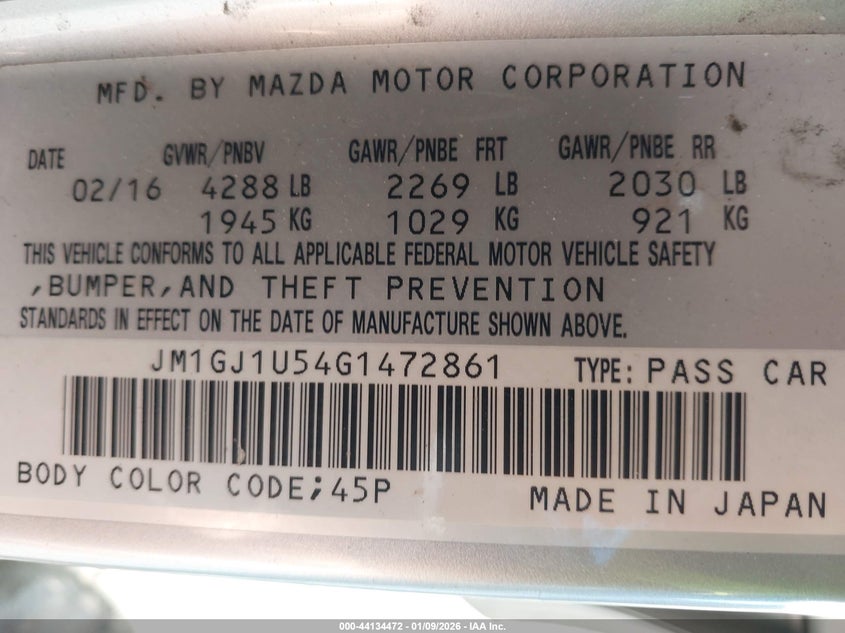 MFD. BY MAZDA MOTOR CORPORATION
DATE GVWR/PNBV GAWR/PNBE FRT GAWR/PNBE RR
02/16 4288 LB 2269 LB 2030 LB
1945 KG 1029 KG 921 KG
THIS VEHICLE CONFORMS TO ALL APPLICABLE FEDERAL MOTOR VEHICLE SAFETY
,BUMPER,AND THEFT PREVENTION
STANDARDS IN EFFECT ON THE DATE OF MANUFACTURE SHOWN ABOVE.
JM1GJ1U54G1472861 TYPE: PASS CAR
BODY COLOR CODE;45P MADE IN JAPAN
000-44134472 - 01/09/2026 - IAA Inc.